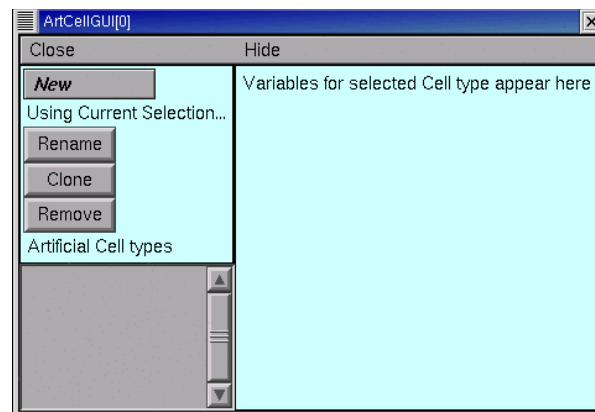 ArtCellGUI[0]
Close Hide
New
Variables for selected Cell type appear here
Using Current Selection...
Rename
Clone
Remove
Artificial Cell types